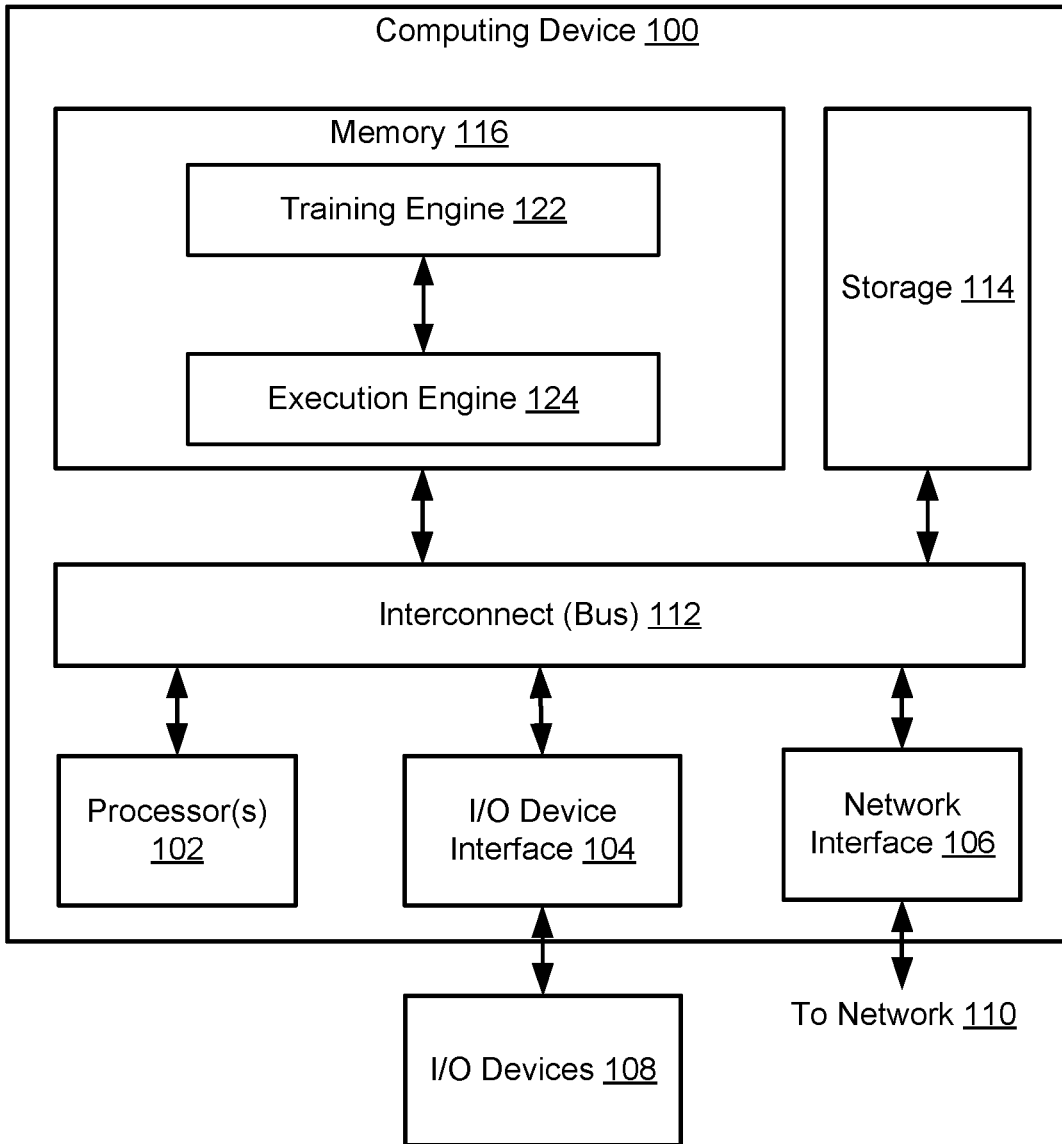 Computing Device 100
Memory 116
Training Engine 122
Execution Engine 124
Storage 114
Interconnect (Bus) 112
Processor(s)
102
I/O Device
Interface 104
Network
Interface 106
I/O Devices 108
To Network 110